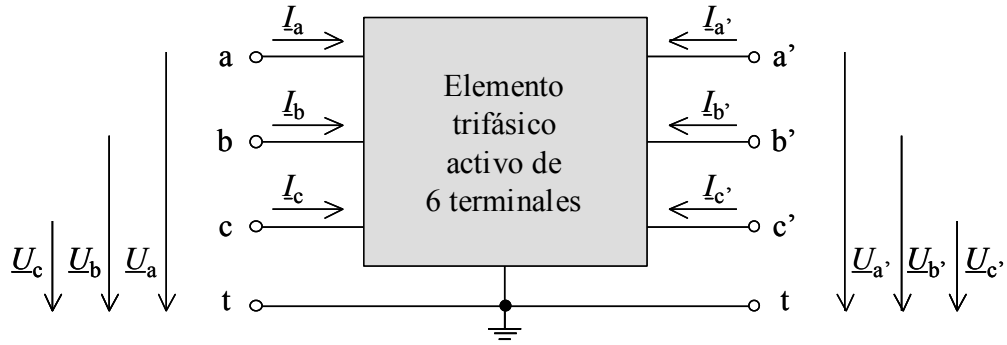 I_a
I_a'
a
a'
Elemento
trifásico
activo de
6 terminales
I_b
I_b'
b
b'
I_c
I_c'
c
c'
U_c U_b U_a
U_a' U_b' U_c'
t
t